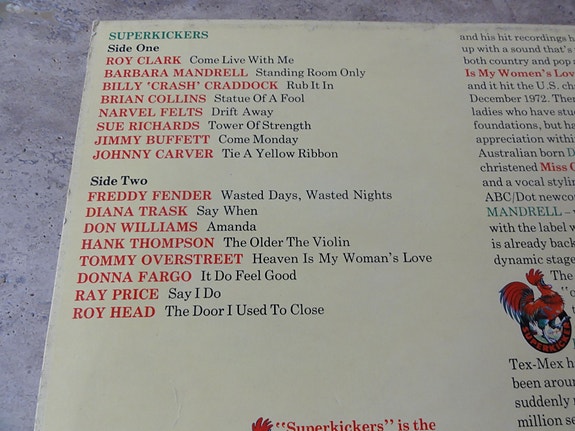 SUPERKICKERS
Side One
ROY CLARK Come Live With Me
BARBARA MANDRELL Standing Room Only
BILLY 'CRASH' CRADDOCK Rub It In
BRIAN COLLINS Statue Of A Fool
NARVEL FELTS Drift Away
SUE RICHARDS Tower Of Strength
JIMMY BUFFETT Come Monday
JOHNNY CARVER Tie A Yellow Ribbon
Side Two
FREDDY FENDER Wasted Days, Wasted Nights
DIANA TRASK Say When
DON WILLIAMS Amanda
HANK THOMPSON The Older The Violin
TOMMY OVERSTREET Heaven Is My Woman's Love
DONNA FARGO It Do Feel Good
RAY PRICE Say I Do
ROY HEAD The Door I Used To Close
"Superkickers" is the
and his hit recordings
up with a sound that's
both country and pop
Is My Women's Lov
and it hit the U.S. ch
December 1972. The
ladies who have stu
foundations, but ha
appreciation within
Australian born D
christened Miss
and a vocal stylin
ABC/Dot newco
MANDRELL –
with the label w
is already back
dynamic stage
The
"o
SUPERKICKER
Tex-Mex h
been arou
suddenly
million se